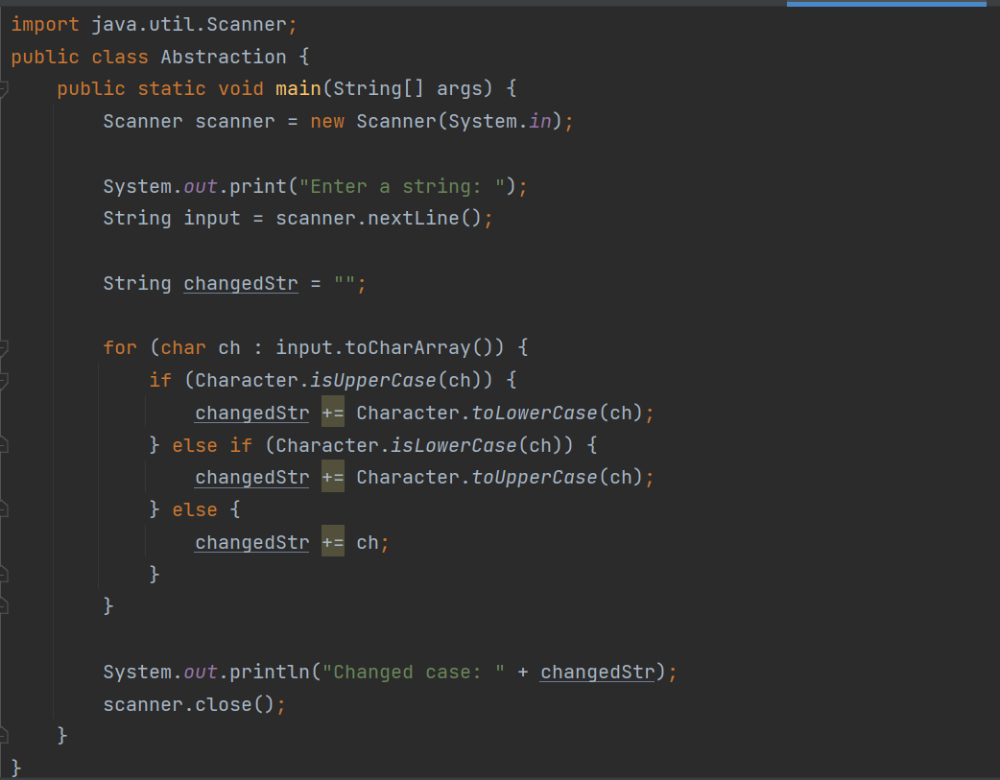 import java.util.Scanner;
public class Abstraction {
    public static void main(String[] args) {
        Scanner scanner = new Scanner(System.in);

        System.out.print("Enter a string: ");
        String input = scanner.nextLine();

        String changedStr = "";

        for (char ch : input.toCharArray()) {
            if (Character.isUpperCase(ch)) {
                changedStr += Character.toLowerCase(ch);
            } else if (Character.isLowerCase(ch)) {
                changedStr += Character.toUpperCase(ch);
            } else {
                changedStr += ch;
            }
        }

        System.out.println("Changed case: " + changedStr);
        scanner.close();
    }
}